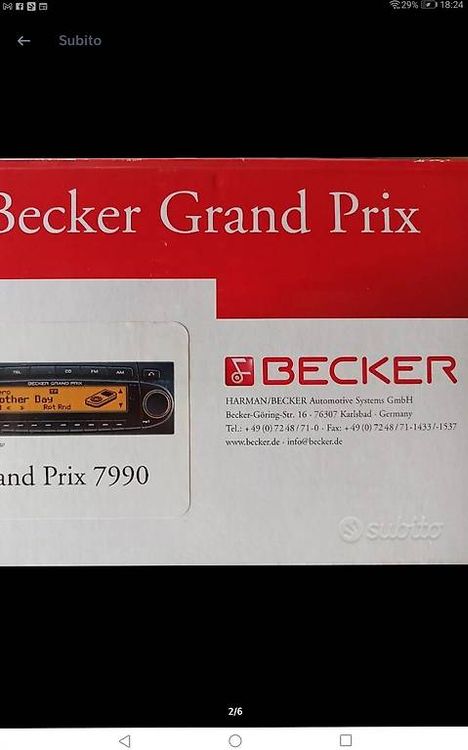 29% 18:24
Subito
Becker Grand Prix
BECKER
TEL CD FM AM
BECKER GRAND PRIX
other Day
Rpt Rnd
and Prix 7990
HARMAN/BECKER Automotive Systems GmbH
Becker-Göring-Str. 16 · 76307 Karlsbad · Germany
Tel.: + 49 (0) 72 48 / 71-0 · Fax: +49 (0) 72 48 / 71-1433 /-1537
www.becker.de · info@becker.de
subito
2/6